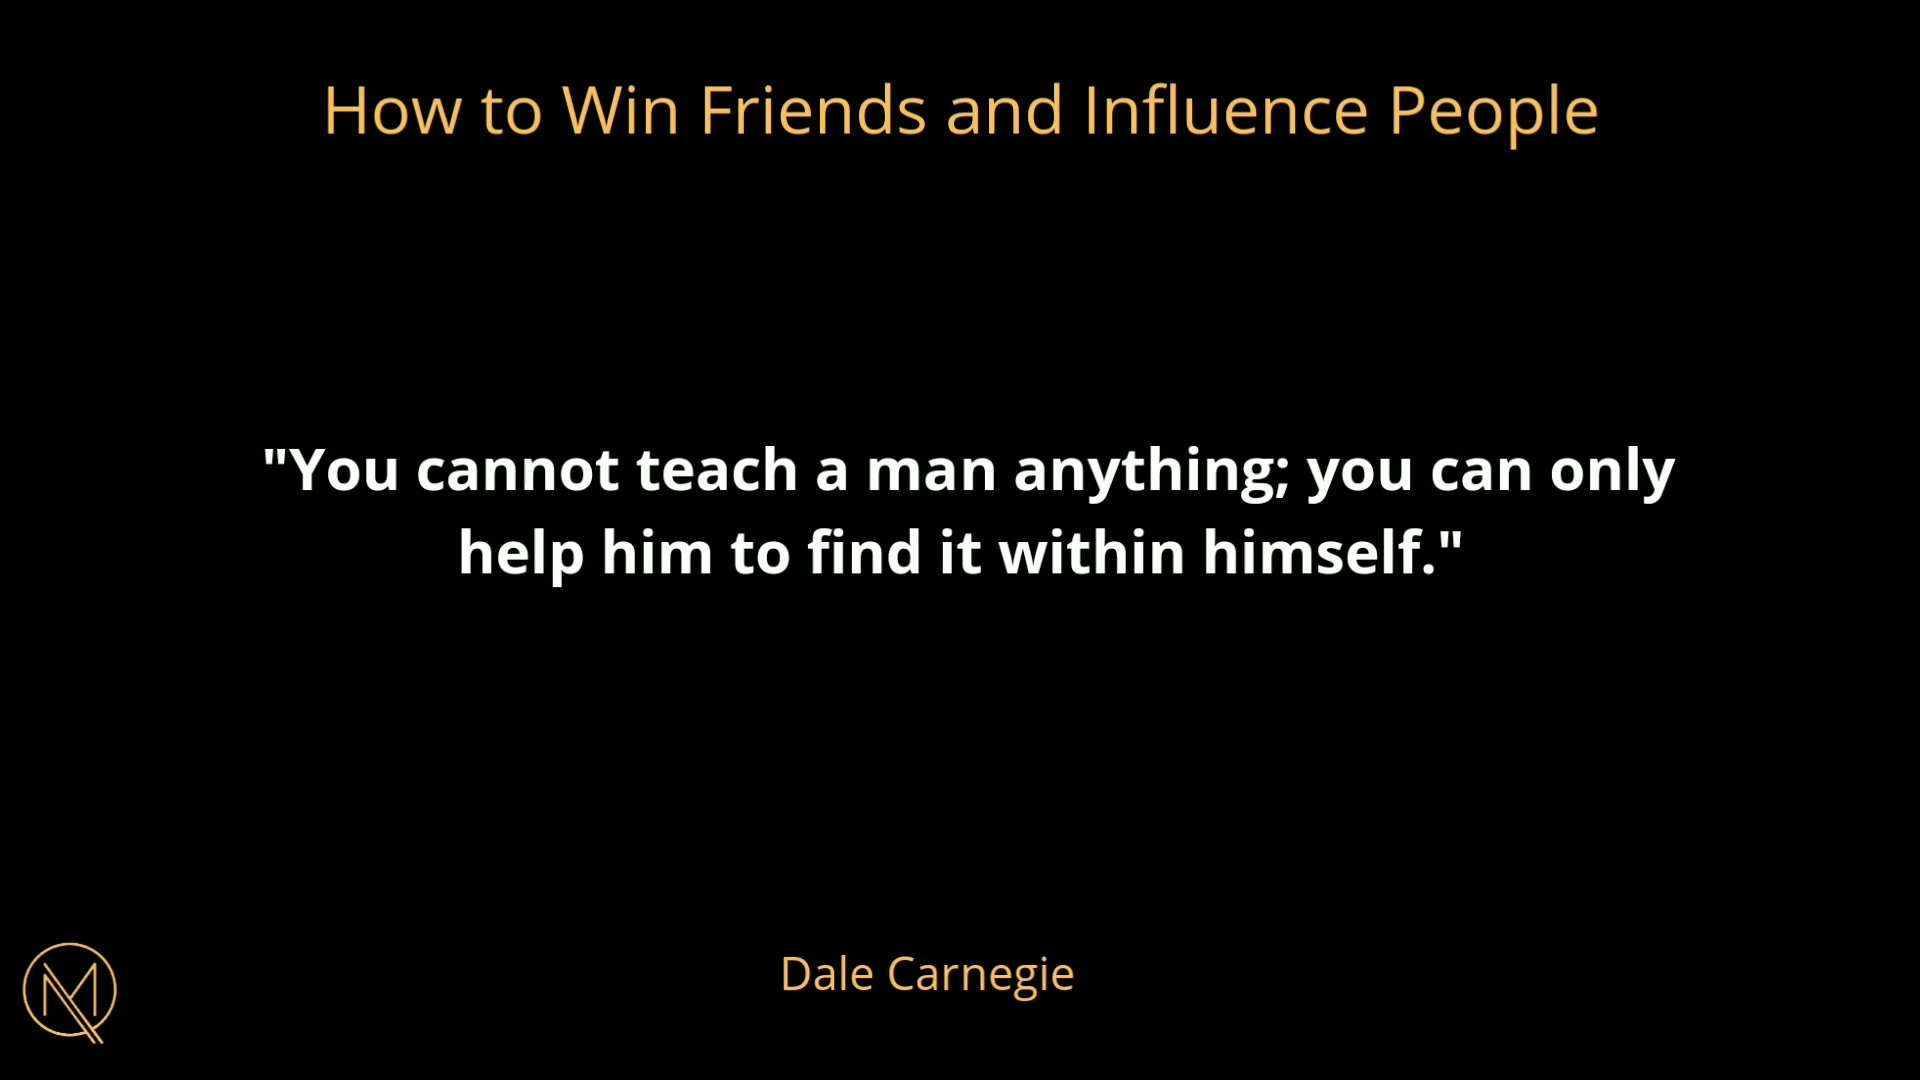 How to Win Friends and Influence People
"You cannot teach a man anything; you can only
help him to find it within himself."
Dale Carnegie